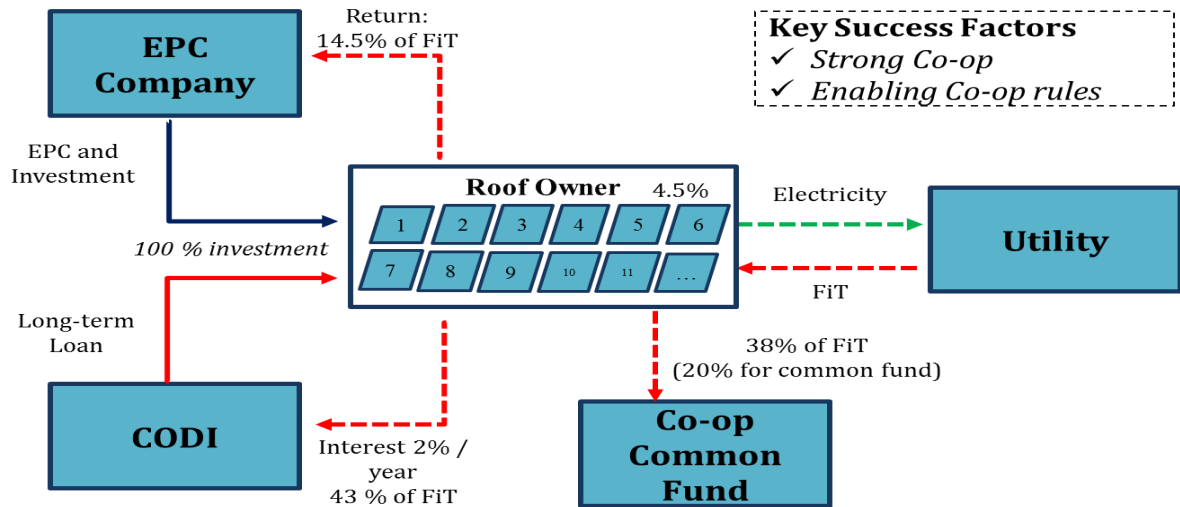 Return:
14.5% of FiT
EPC
Company
Key Success Factors
✓ Strong Co-op
✓ Enabling Co-op rules
EPC and
Investment
Roof Owner
4.5%
1
2
3
4
5
6
7
8
9
10
11
...
100 % investment
Electricity
FiT
Utility
Long-term
Loan
CODI
Interest 2% /
year
43 % of FiT
38% of FiT
(20% for common fund)
Co-op
Common
Fund